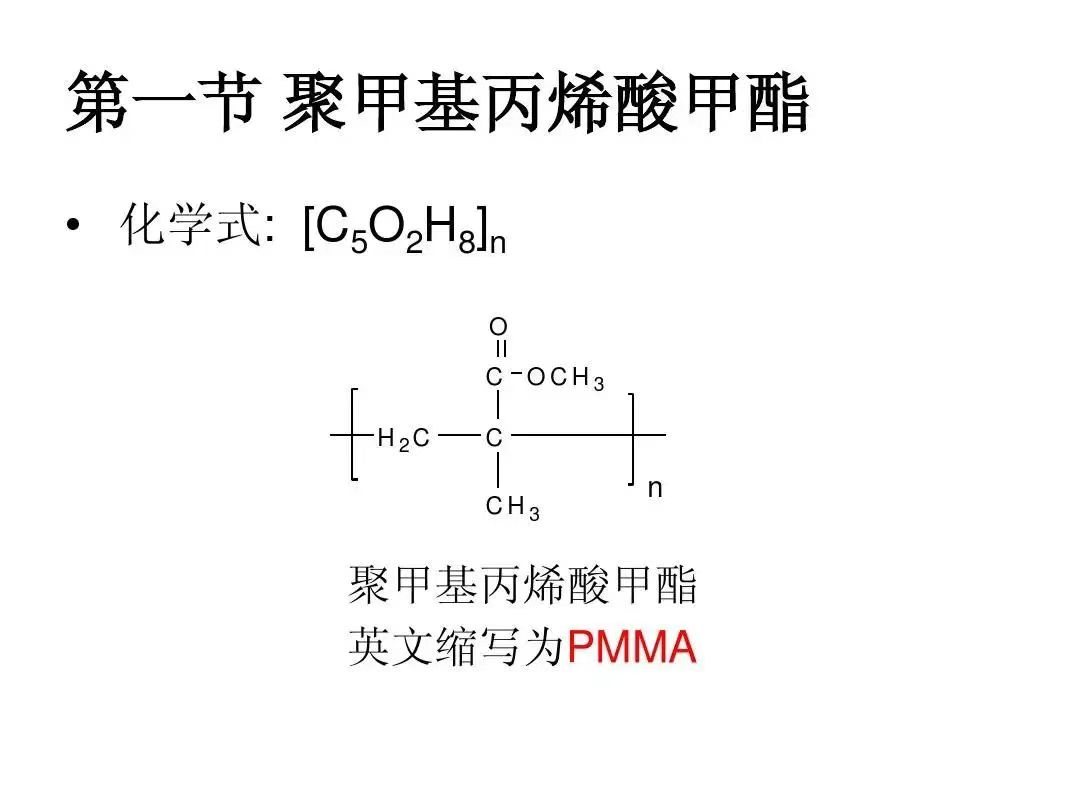 第一节 聚甲基丙烯酸甲酯
• 化学式: [C₅O₂H₈]ₙ
O
C-OCH₃
H₂C C
n
CH₃
聚甲基丙烯酸甲酯
英文缩写为PMMA